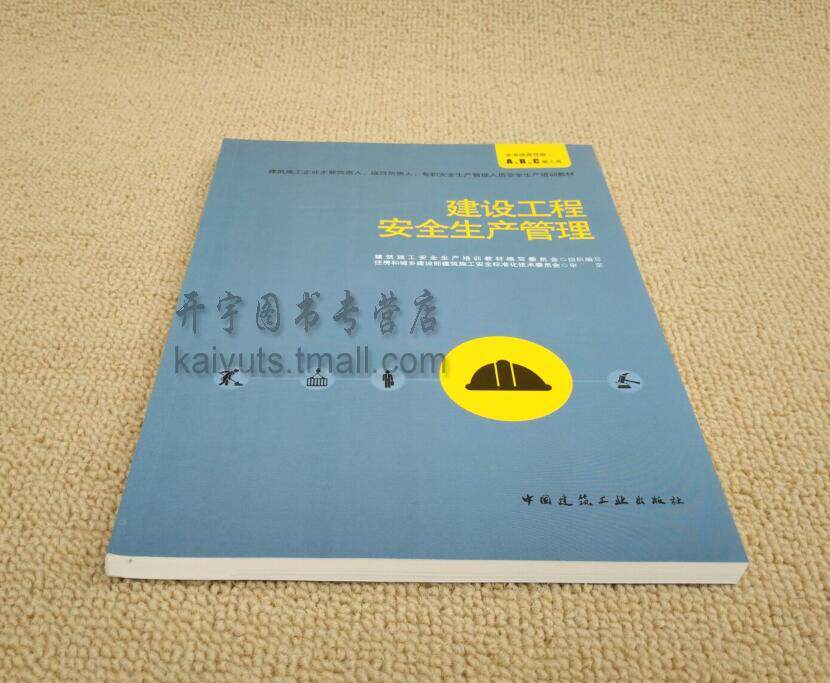 本书适用于
A、B、C类人员
建筑施工企业主要负责人、项目负责人、专职安全生产管理人员安全生产培训教材
建设工程
安全生产管理
建筑施工安全生产培训教材编写委员会◎组织编写
住房和城乡建设部建筑施工安全标准化技术委员会◎审 定
开宇图书专营店
kaiyuts.tmall.com
中国建筑工业出版社